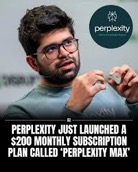 perplexity
PERPLEXITY JUST LAUNCHED A
$200 MONTHLY SUBSCRIPTION
PLAN CALLED 'PERPLEXITY MAX'